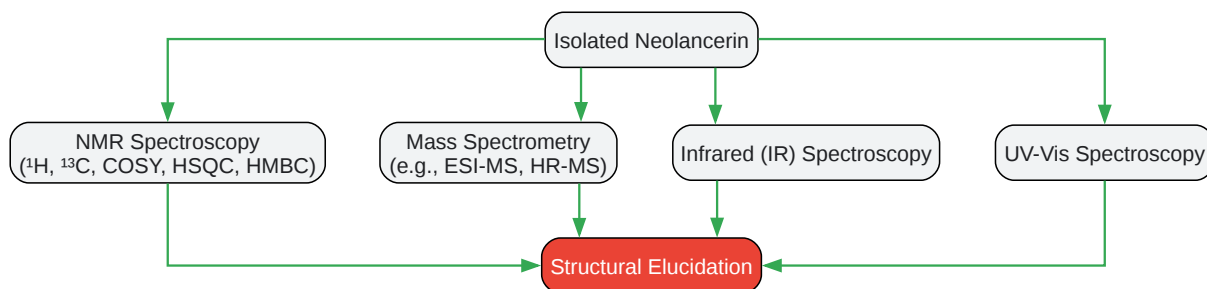 Isolated Neolancerin
NMR Spectroscopy
(¹H, ¹³C, COSY, HSQC, HMBC)
Mass Spectrometry
(e.g., ESI-MS, HR-MS)
Infrared (IR) Spectroscopy
UV-Vis Spectroscopy
Structural Elucidation